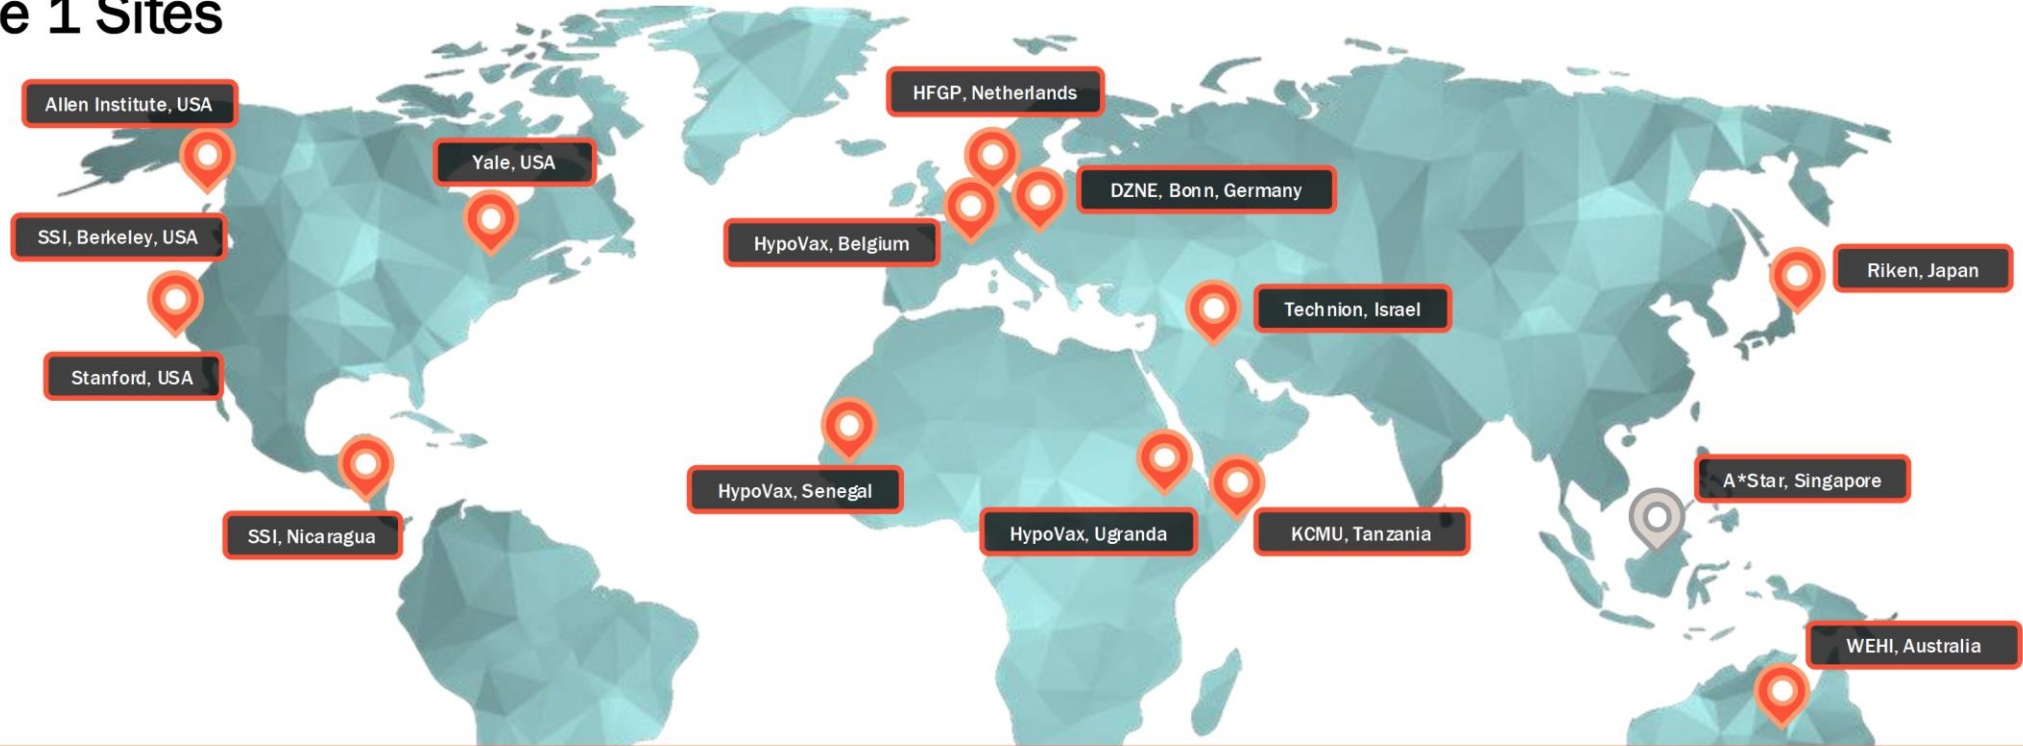 e 1 Sites
Allen Institute, USA
Yale, USA
SSI, Berkeley, USA
Stanford, USA
SSI, Nicaragua
HFGP, Netherlands
DZNE, Bonn, Germany
HypoVax, Belgium
Technion, Israel
HypoVax, Senegal
HypoVax, Ugranda
KCMU, Tanzania
Riken, Japan
A*Star, Singapore
WEHI, Australia